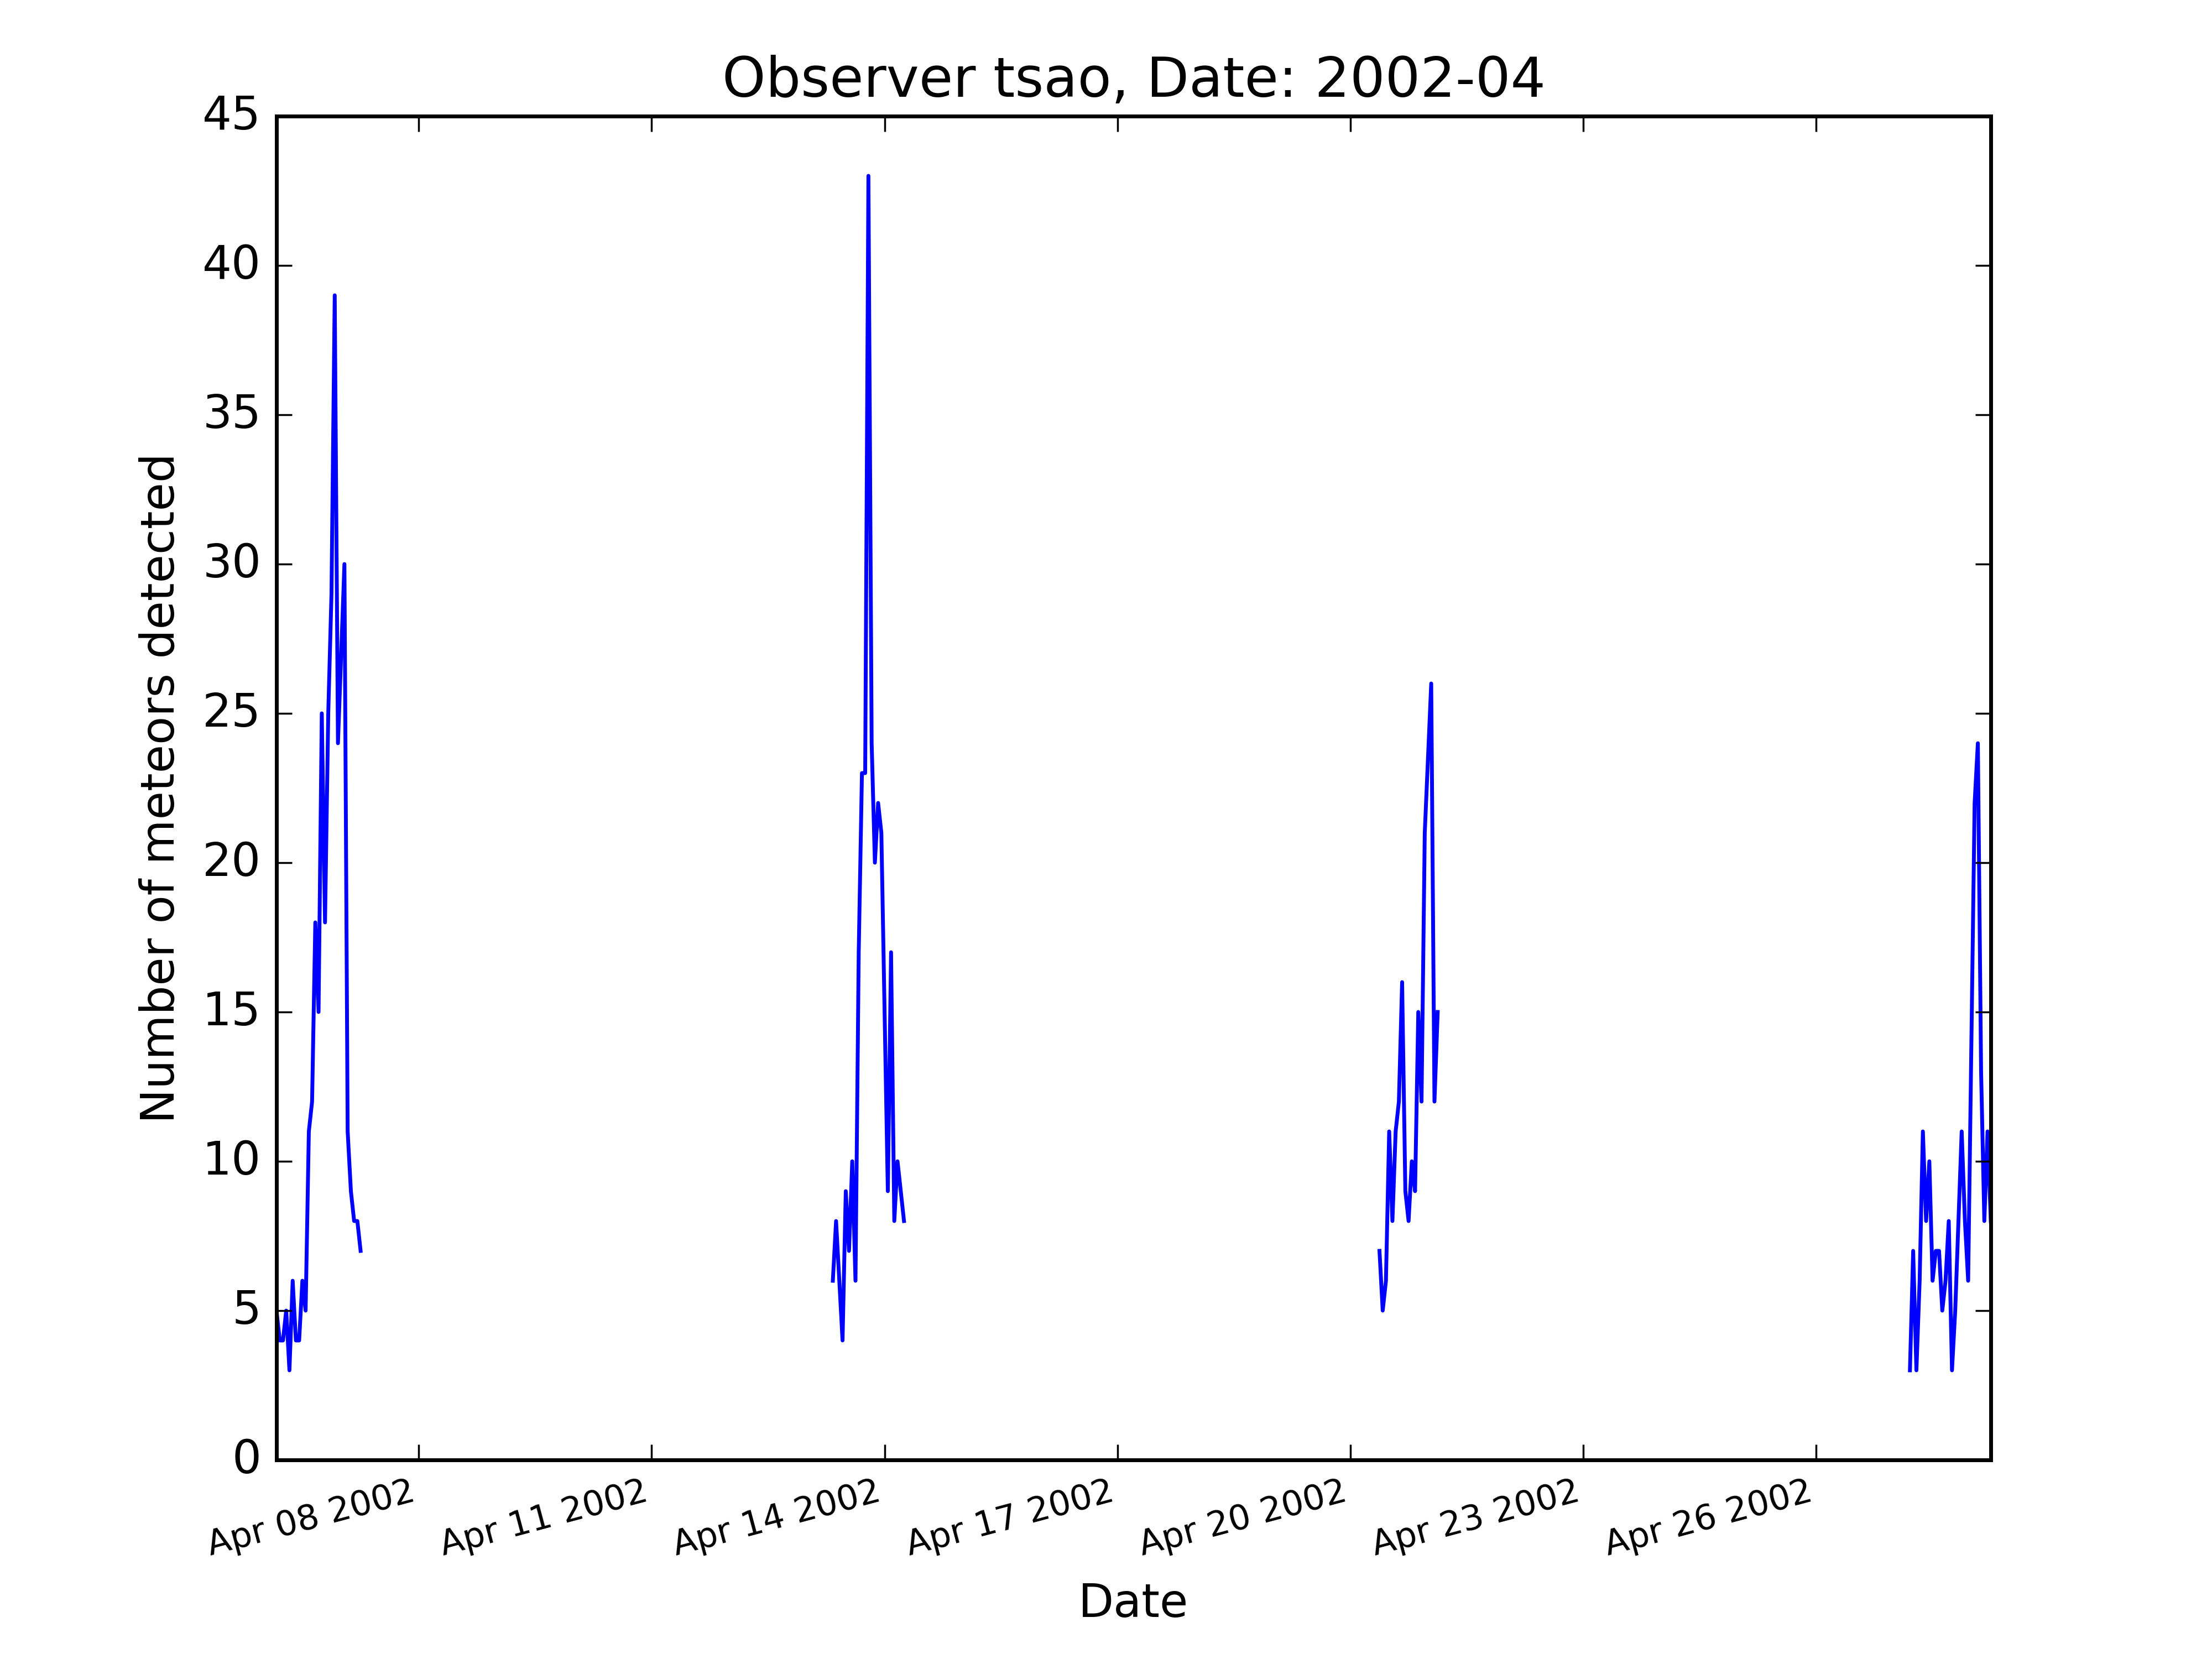 Observer tsao, Date: 2002-04
Number of meteors detected
45
40
35
30
25
20
15
10
5
0
Apr 08 2002
Apr 11 2002
Apr 14 2002
Apr 17 2002
Apr 20 2002
Apr 23 2002
Apr 26 2002
Date